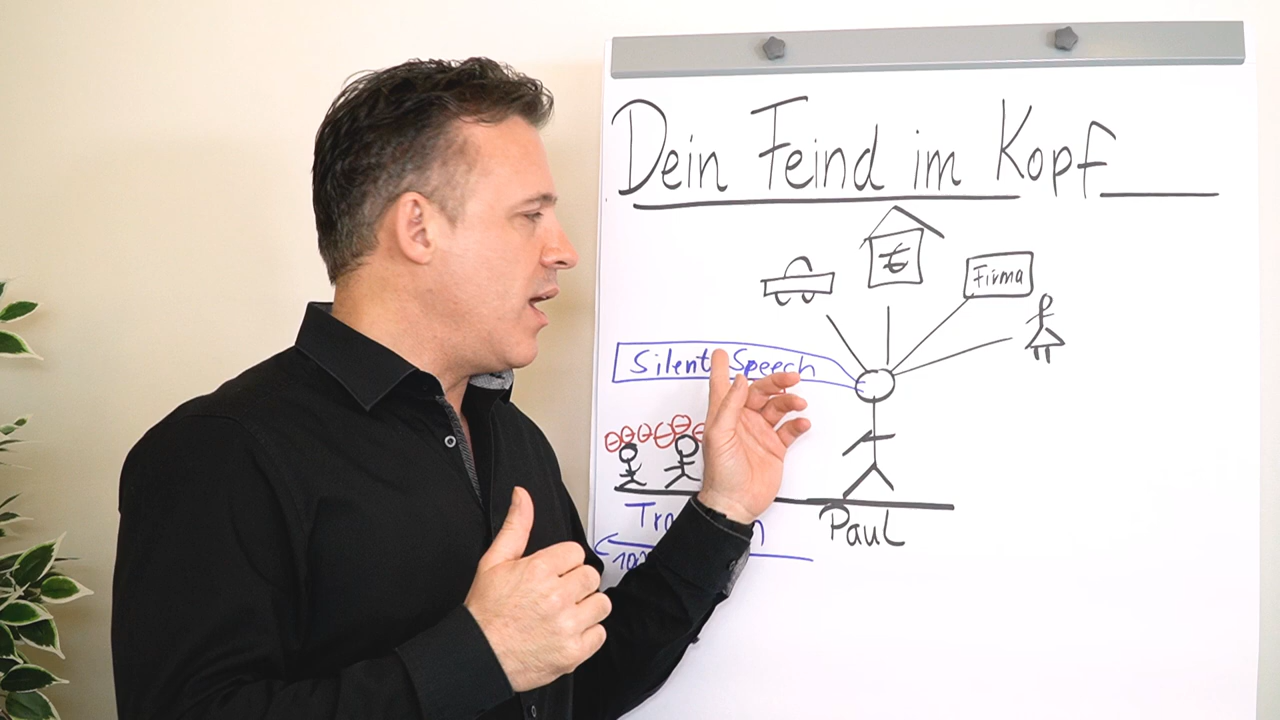 Dein Feind im Kopf
€
Firma
Silent Speech
Paul